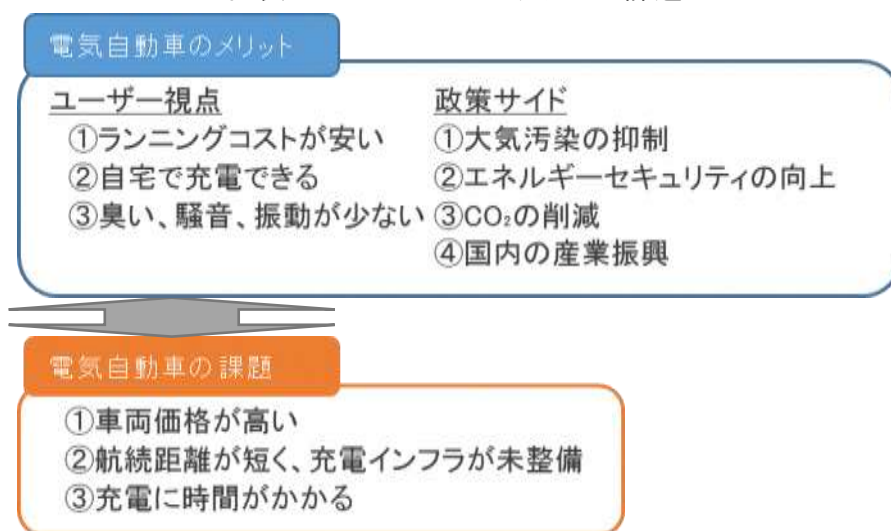 電気自動車のメリット
ユーザー視点
①ランニングコストが安い
②自宅で充電できる
③臭い、騒音、振動が少ない
政策サイド
①大気汚染の抑制
②エネルギーセキュリティの向上
③CO₂の削減
④国内の産業振興
電気自動車の課題
①車両価格が高い
②航続距離が短く、充電インフラが未整備
③充電に時間がかかる